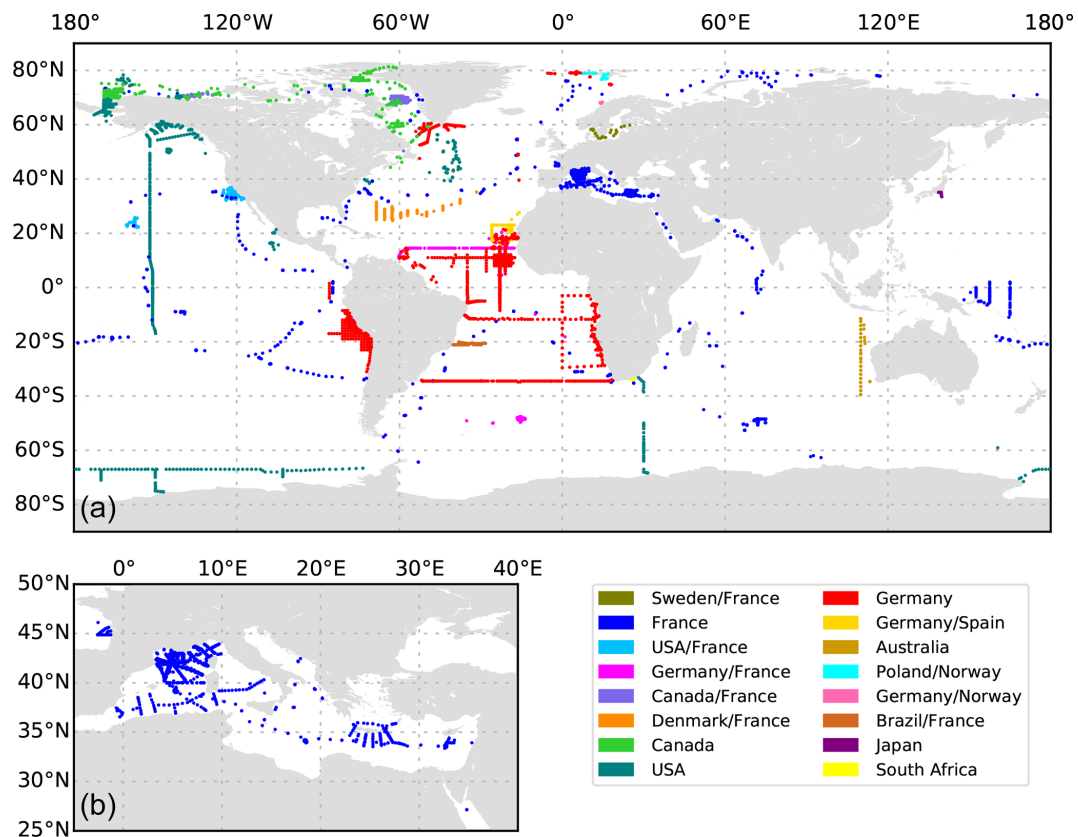 180° 120°W 60°W 0° 60°E 120°E 180°
80°N
60°N
40°N
20°N
0°
20°S
40°S
60°S
80°S
(a)
0° 10°E 20°E 30°E 40°E
50°N
45°N
40°N
35°N
30°N
25°N
(b)
Sweden/France
France
USA/France
Germany/France
Canada/France
Denmark/France
Canada
USA
Germany
Germany/Spain
Australia
Poland/Norway
Germany/Norway
Brazil/France
Japan
South Africa